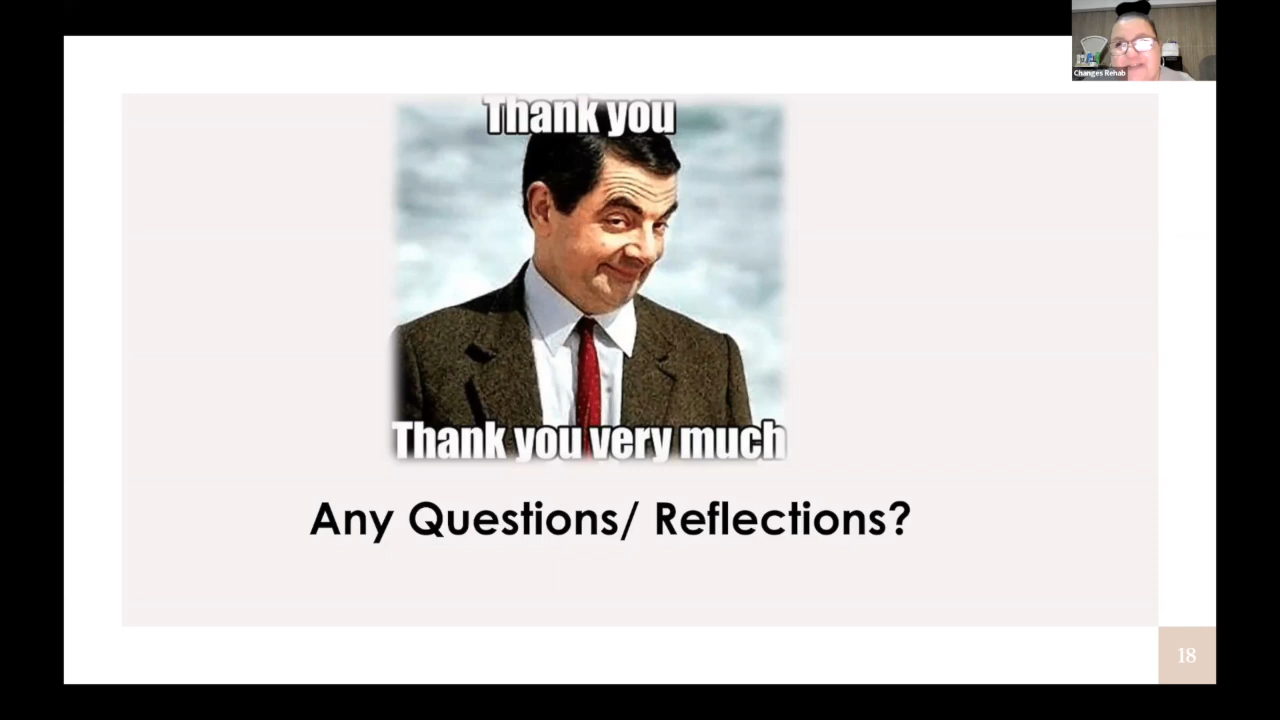 Changes Rehab
Thank you
Thank you very much
Any Questions/ Reflections?
18